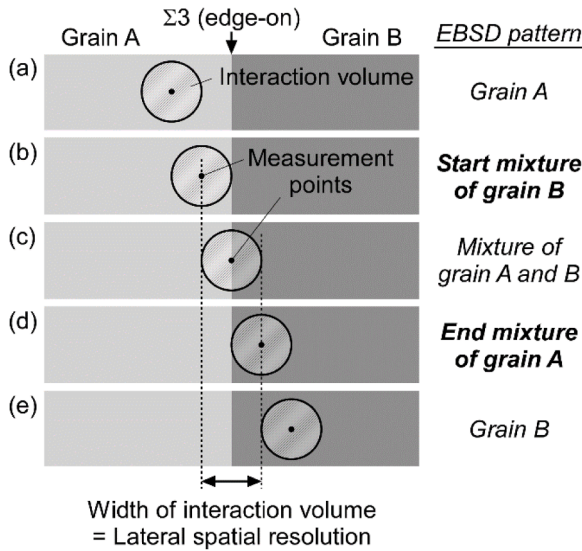 Grain A
Σ3 (edge-on)
Grain B
EBSD pattern
(a)
Interaction volume
Grain A
(b)
Measurement
points
Start mixture
of grain B
(c)
Mixture of
grain A and B
(d)
End mixture
of grain A
(e)
Grain B
Width of interaction volume
= Lateral spatial resolution